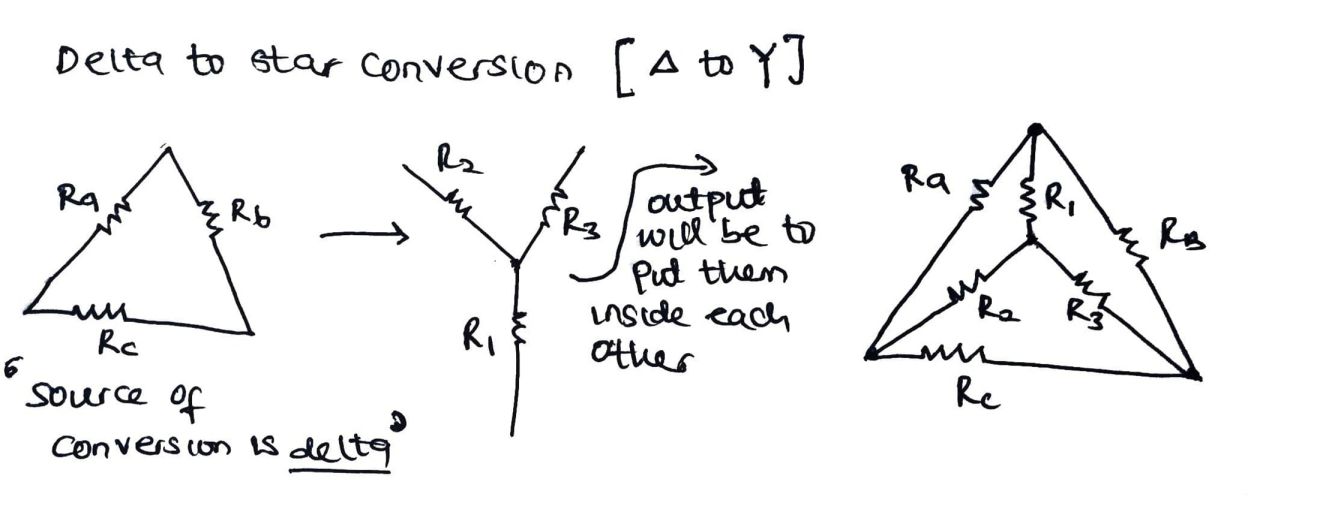 Delta to star conversion [ Δ to Y]
Ra
Rb
Rc
"source of
conversion is delta"
R2
R3
R1
output
will be to
put them
inside each
other
Ra
R1
RB
R2
R3
Rc